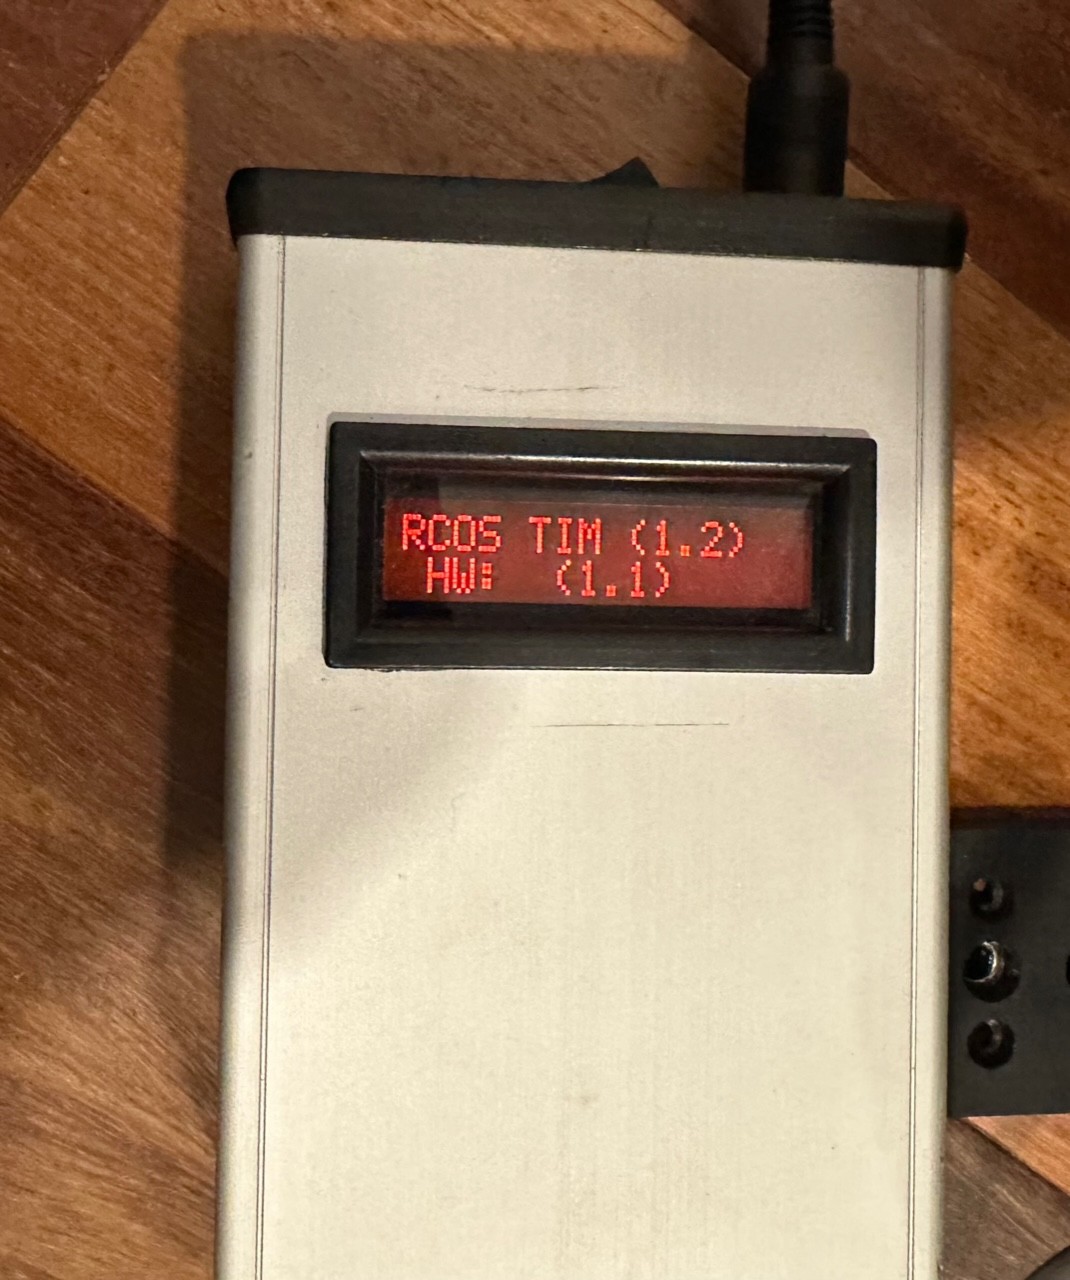 RCOS TIM (1.2)
HW: (1.1)